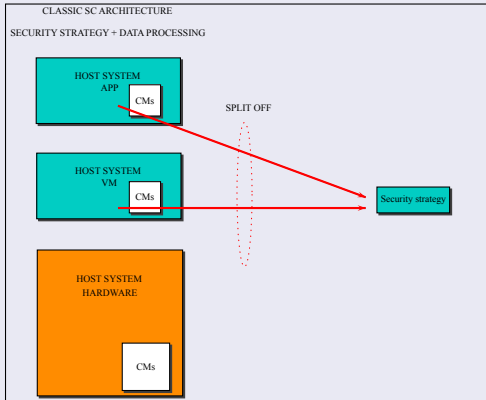 CLASSIC SC ARCHITECTURE
SECURITY STRATEGY + DATA PROCESSING
HOST SYSTEM
APP
CMs
SPLIT OFF
HOST SYSTEM
VM
CMs
Security strategy
HOST SYSTEM
HARDWARE
CMs